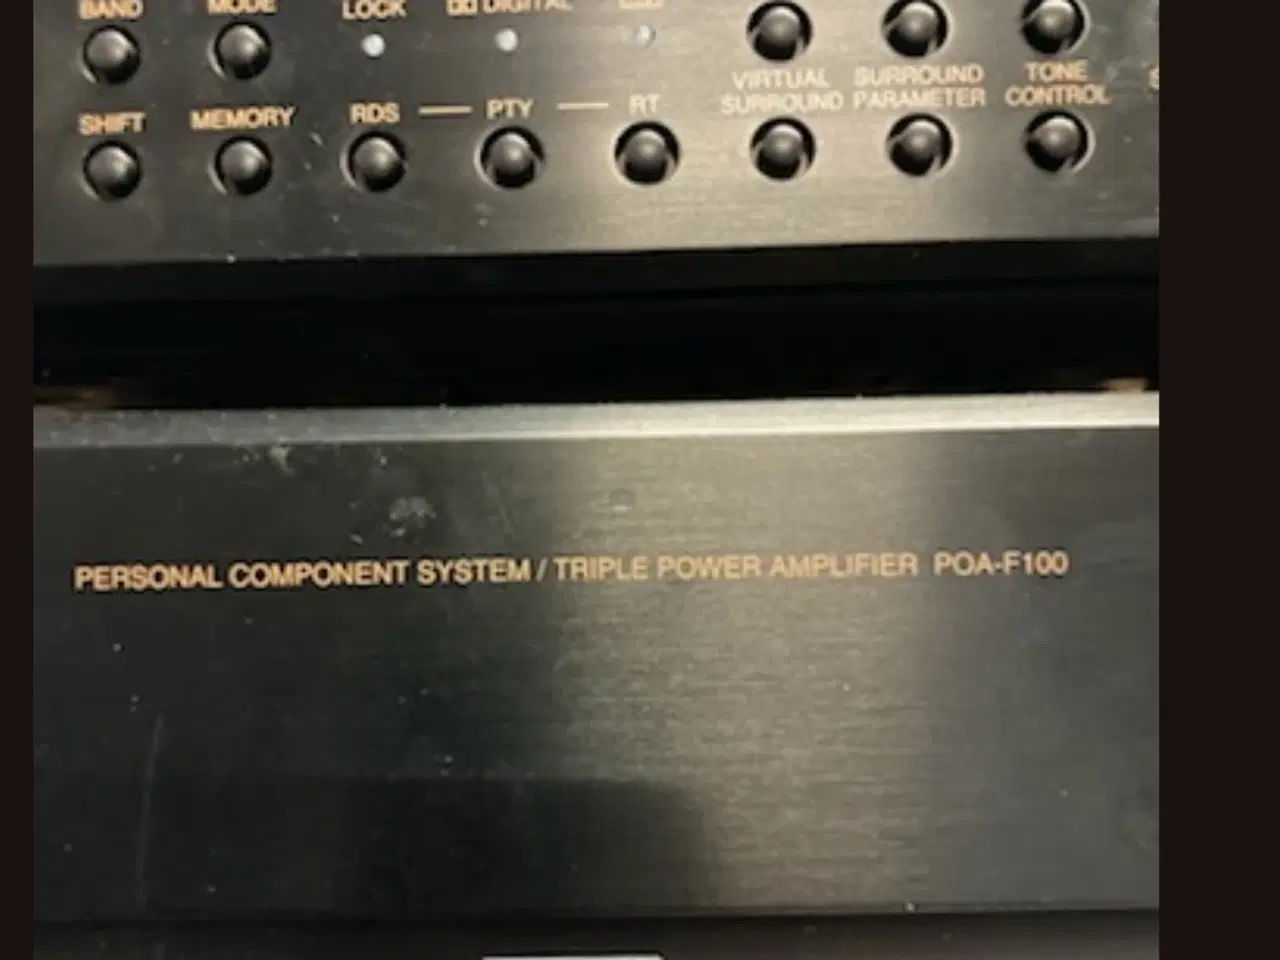 BAND MODE LOCK DIGITAL
VIRTUAL SURROUND TONE
SHIFT MEMORY RDS PTY RT SURROUND PARAMETER CONTROL
PERSONAL COMPONENT SYSTEM / TRIPLE POWER AMPLIFIER POA-F100